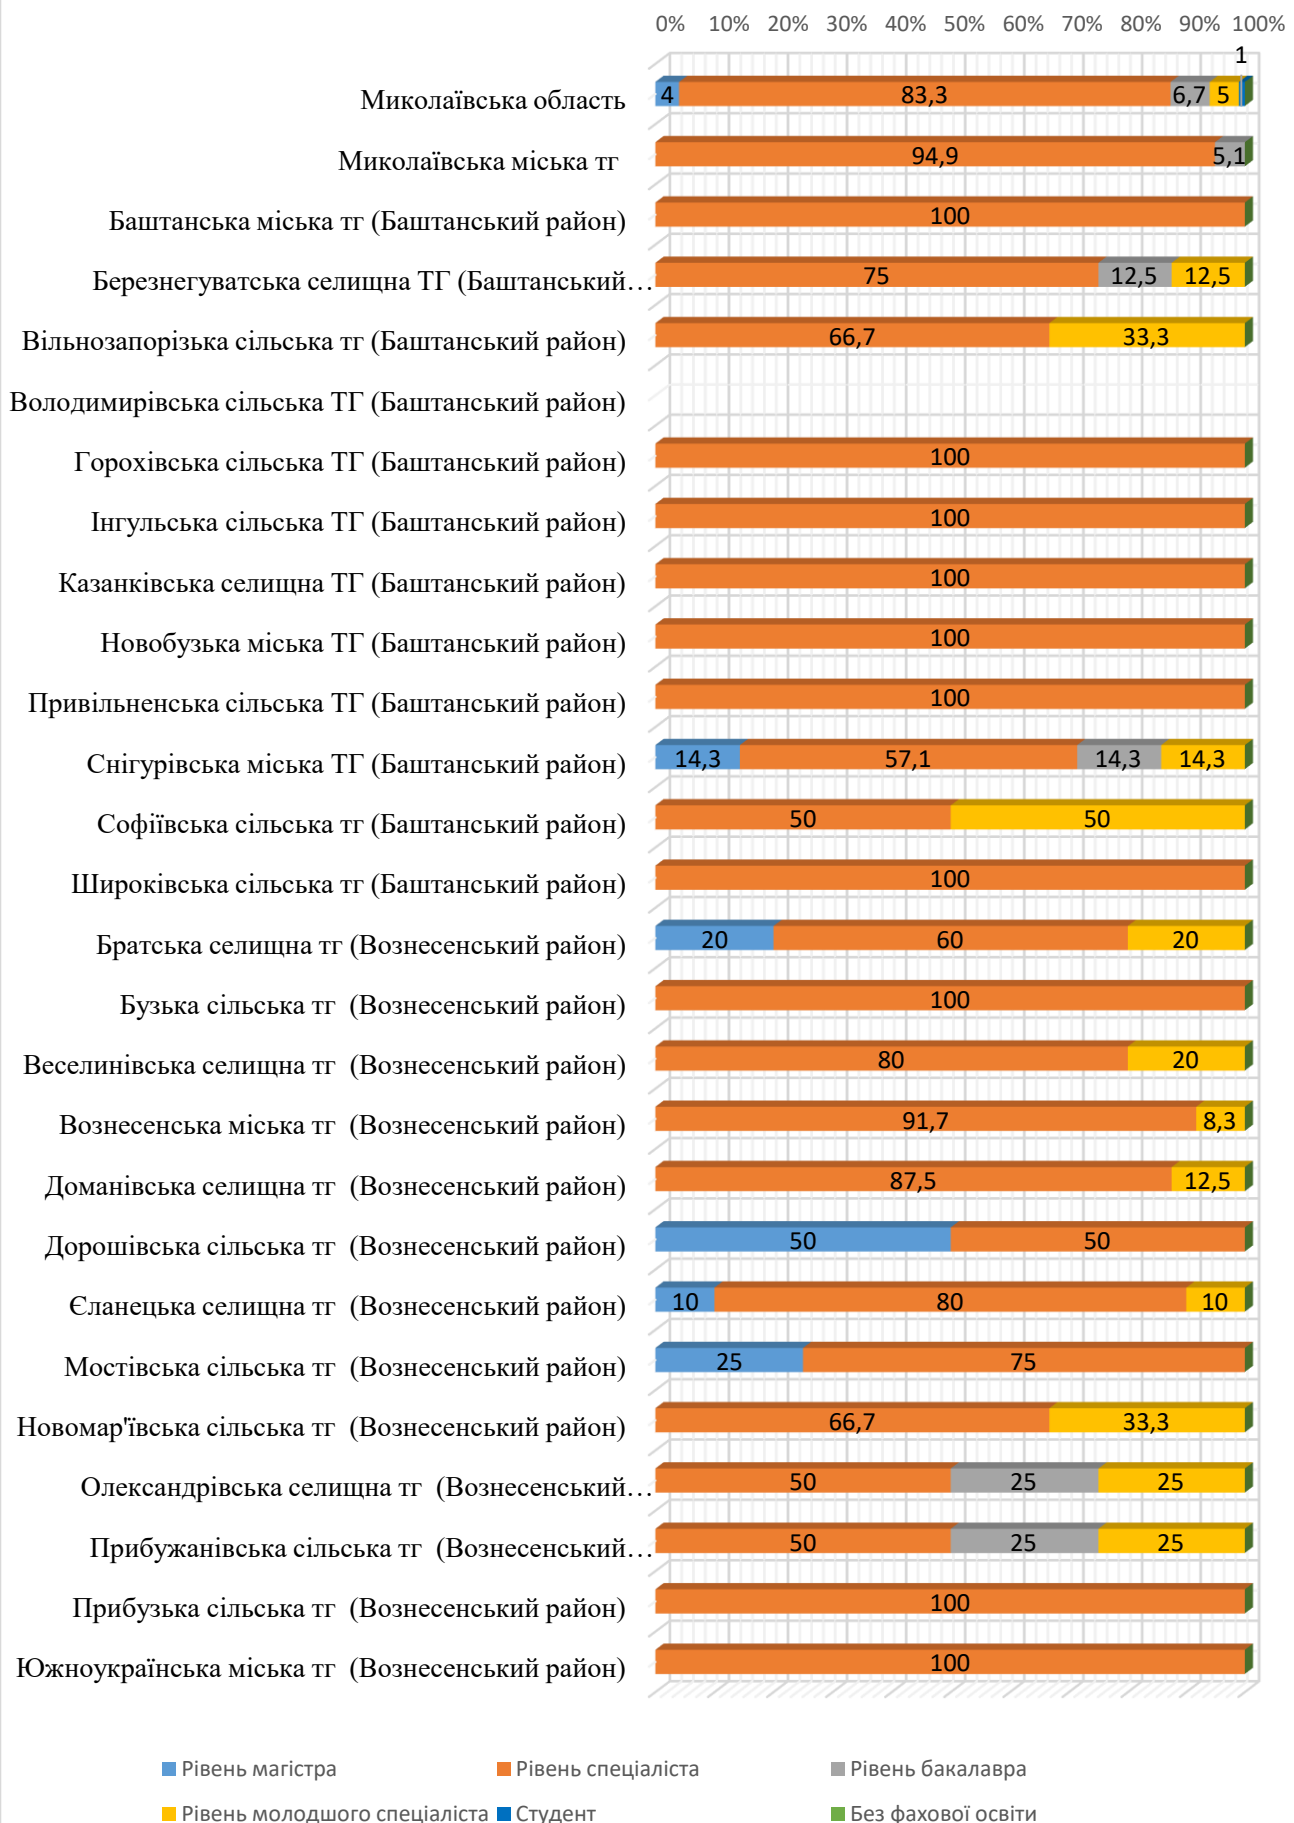 0% 10% 20% 30% 40% 50% 60% 70% 80% 90% 100%
1
Миколаївська область 4 83,3 6,7 5
Миколаївська міська тг 94,9 5,1
Баштанська міська тг (Баштанський район) 100
Березнегуватська селищна ТГ (Баштанський… 75 12,5 12,5
Вільнозапорізька сільська тг (Баштанський район) 66,7 33,3
Володимирівська сільська ТГ (Баштанський район)
Горохівська сільська ТГ (Баштанський район) 100
Інгульська сільська ТГ (Баштанський район) 100
Казанківська селищна ТГ (Баштанський район) 100
Новобузька міська ТГ (Баштанський район) 100
Привільненська сільська ТГ (Баштанський район) 100
Снігурівська міська ТГ (Баштанський район) 14,3 57,1 14,3 14,3
Софіївська сільська тг (Баштанський район) 50 50
Широківська сільська тг (Баштанський район) 100
Братська селищна тг (Вознесенський район) 20 60 20
Бузька сільська тг (Вознесенський район) 100
Веселинівська селищна тг (Вознесенський район) 80 20
Вознесенська міська тг (Вознесенський район) 91,7 8,3
Доманівська селищна тг (Вознесенський район) 87,5 12,5
Дорошівська сільська тг (Вознесенський район) 50 50
Єланецька селищна тг (Вознесенський район) 10 80 10
Мостівська сільська тг (Вознесенський район) 25 75
Новомар'ївська сільська тг (Вознесенський район) 66,7 33,3
Олександрівська селищна тг (Вознесенський… 50 25 25
Прибужанівська сільська тг (Вознесенський… 50 25 25
Прибузька сільська тг (Вознесенський район) 100
Южноукраїнська міська тг (Вознесенський район) 100
Рівень магістра Рівень спеціаліста Рівень бакалавра
Рівень молодшого спеціаліста Студент Без фахової освіти